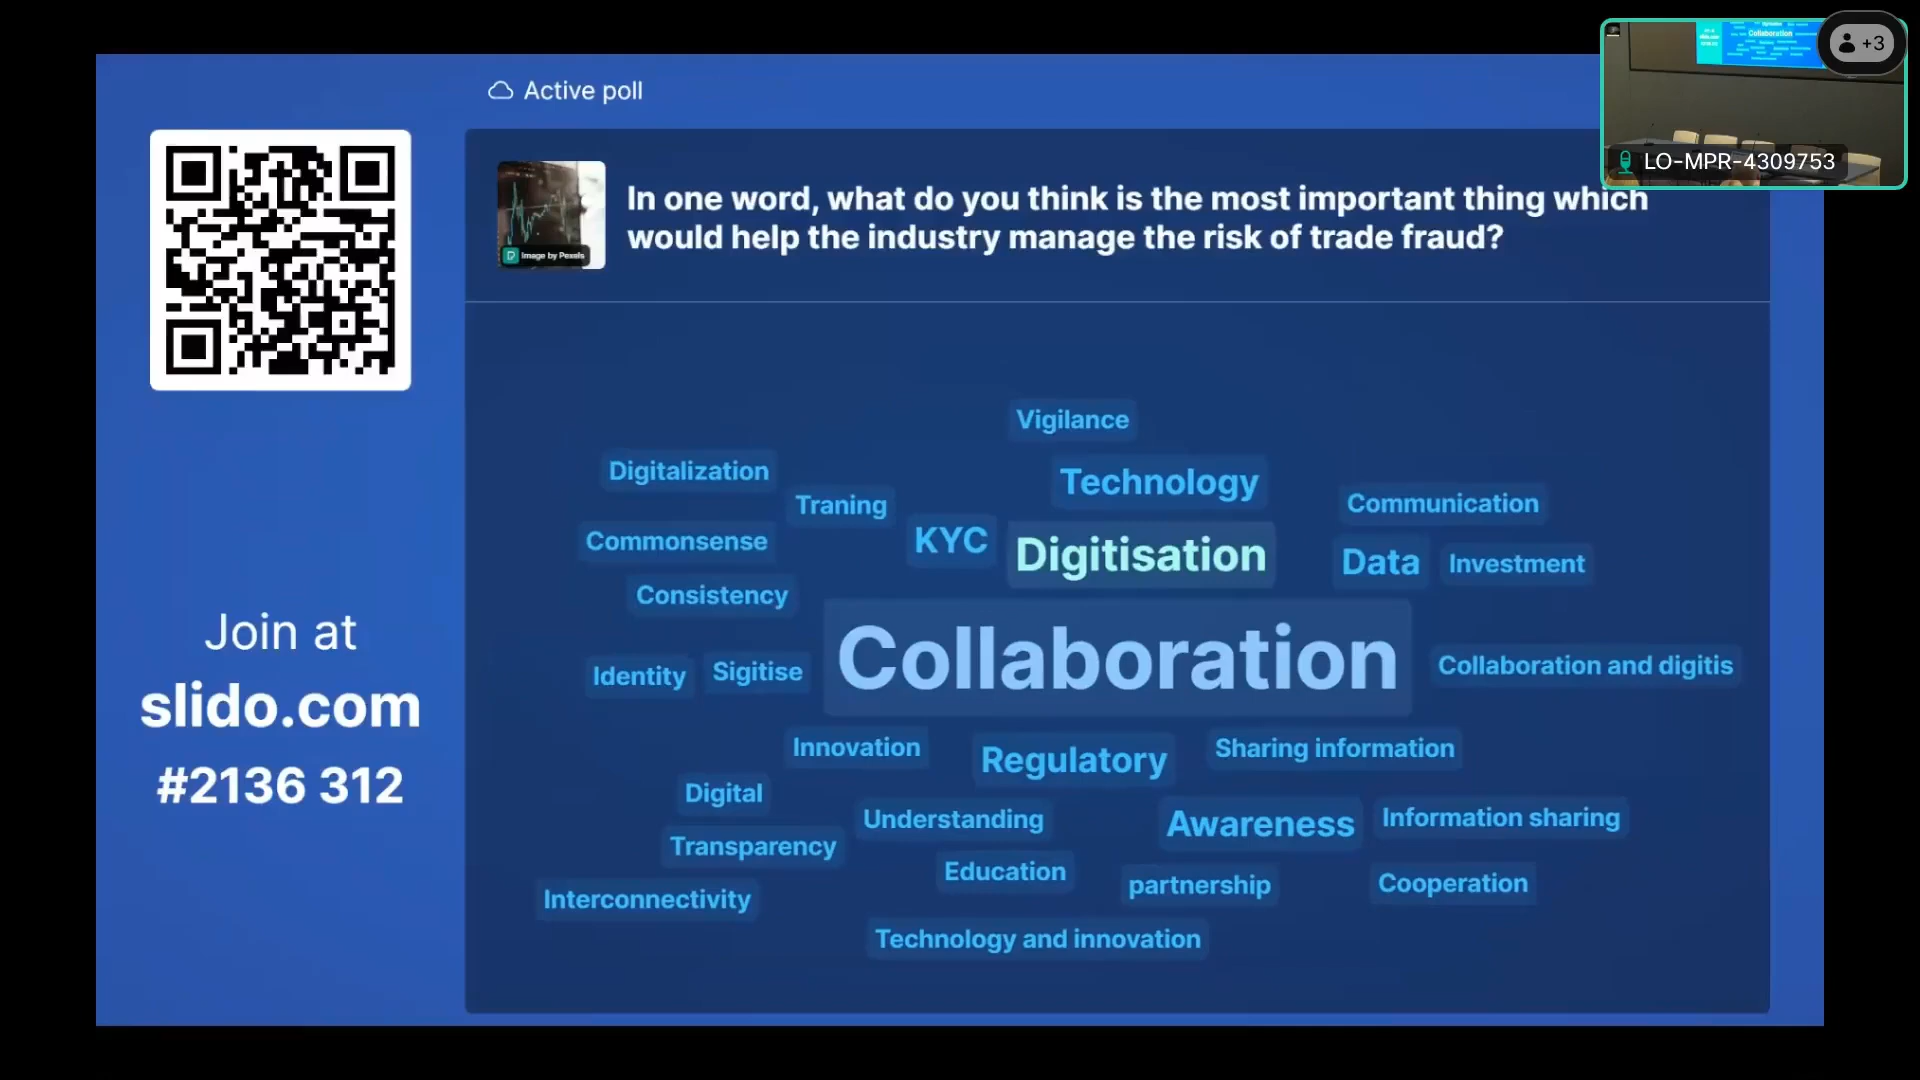 Active poll
+3
LO-MPR-4309753
Image by Pexels
In one word, what do you think is the most important thing which
would help the industry manage the risk of trade fraud?
Join at
slido.com
#2136 312
Vigilance
Digitalization
Technology
Traning
Communication
Commonsense
KYC
Digitisation
Data
Investment
Consistency
Collaboration
Identity
Sigitise
Collaboration and digitis
Innovation
Regulatory
Sharing information
Digital
Understanding
Awareness
Information sharing
Transparency
Education
partnership
Cooperation
Interconnectivity
Technology and innovation